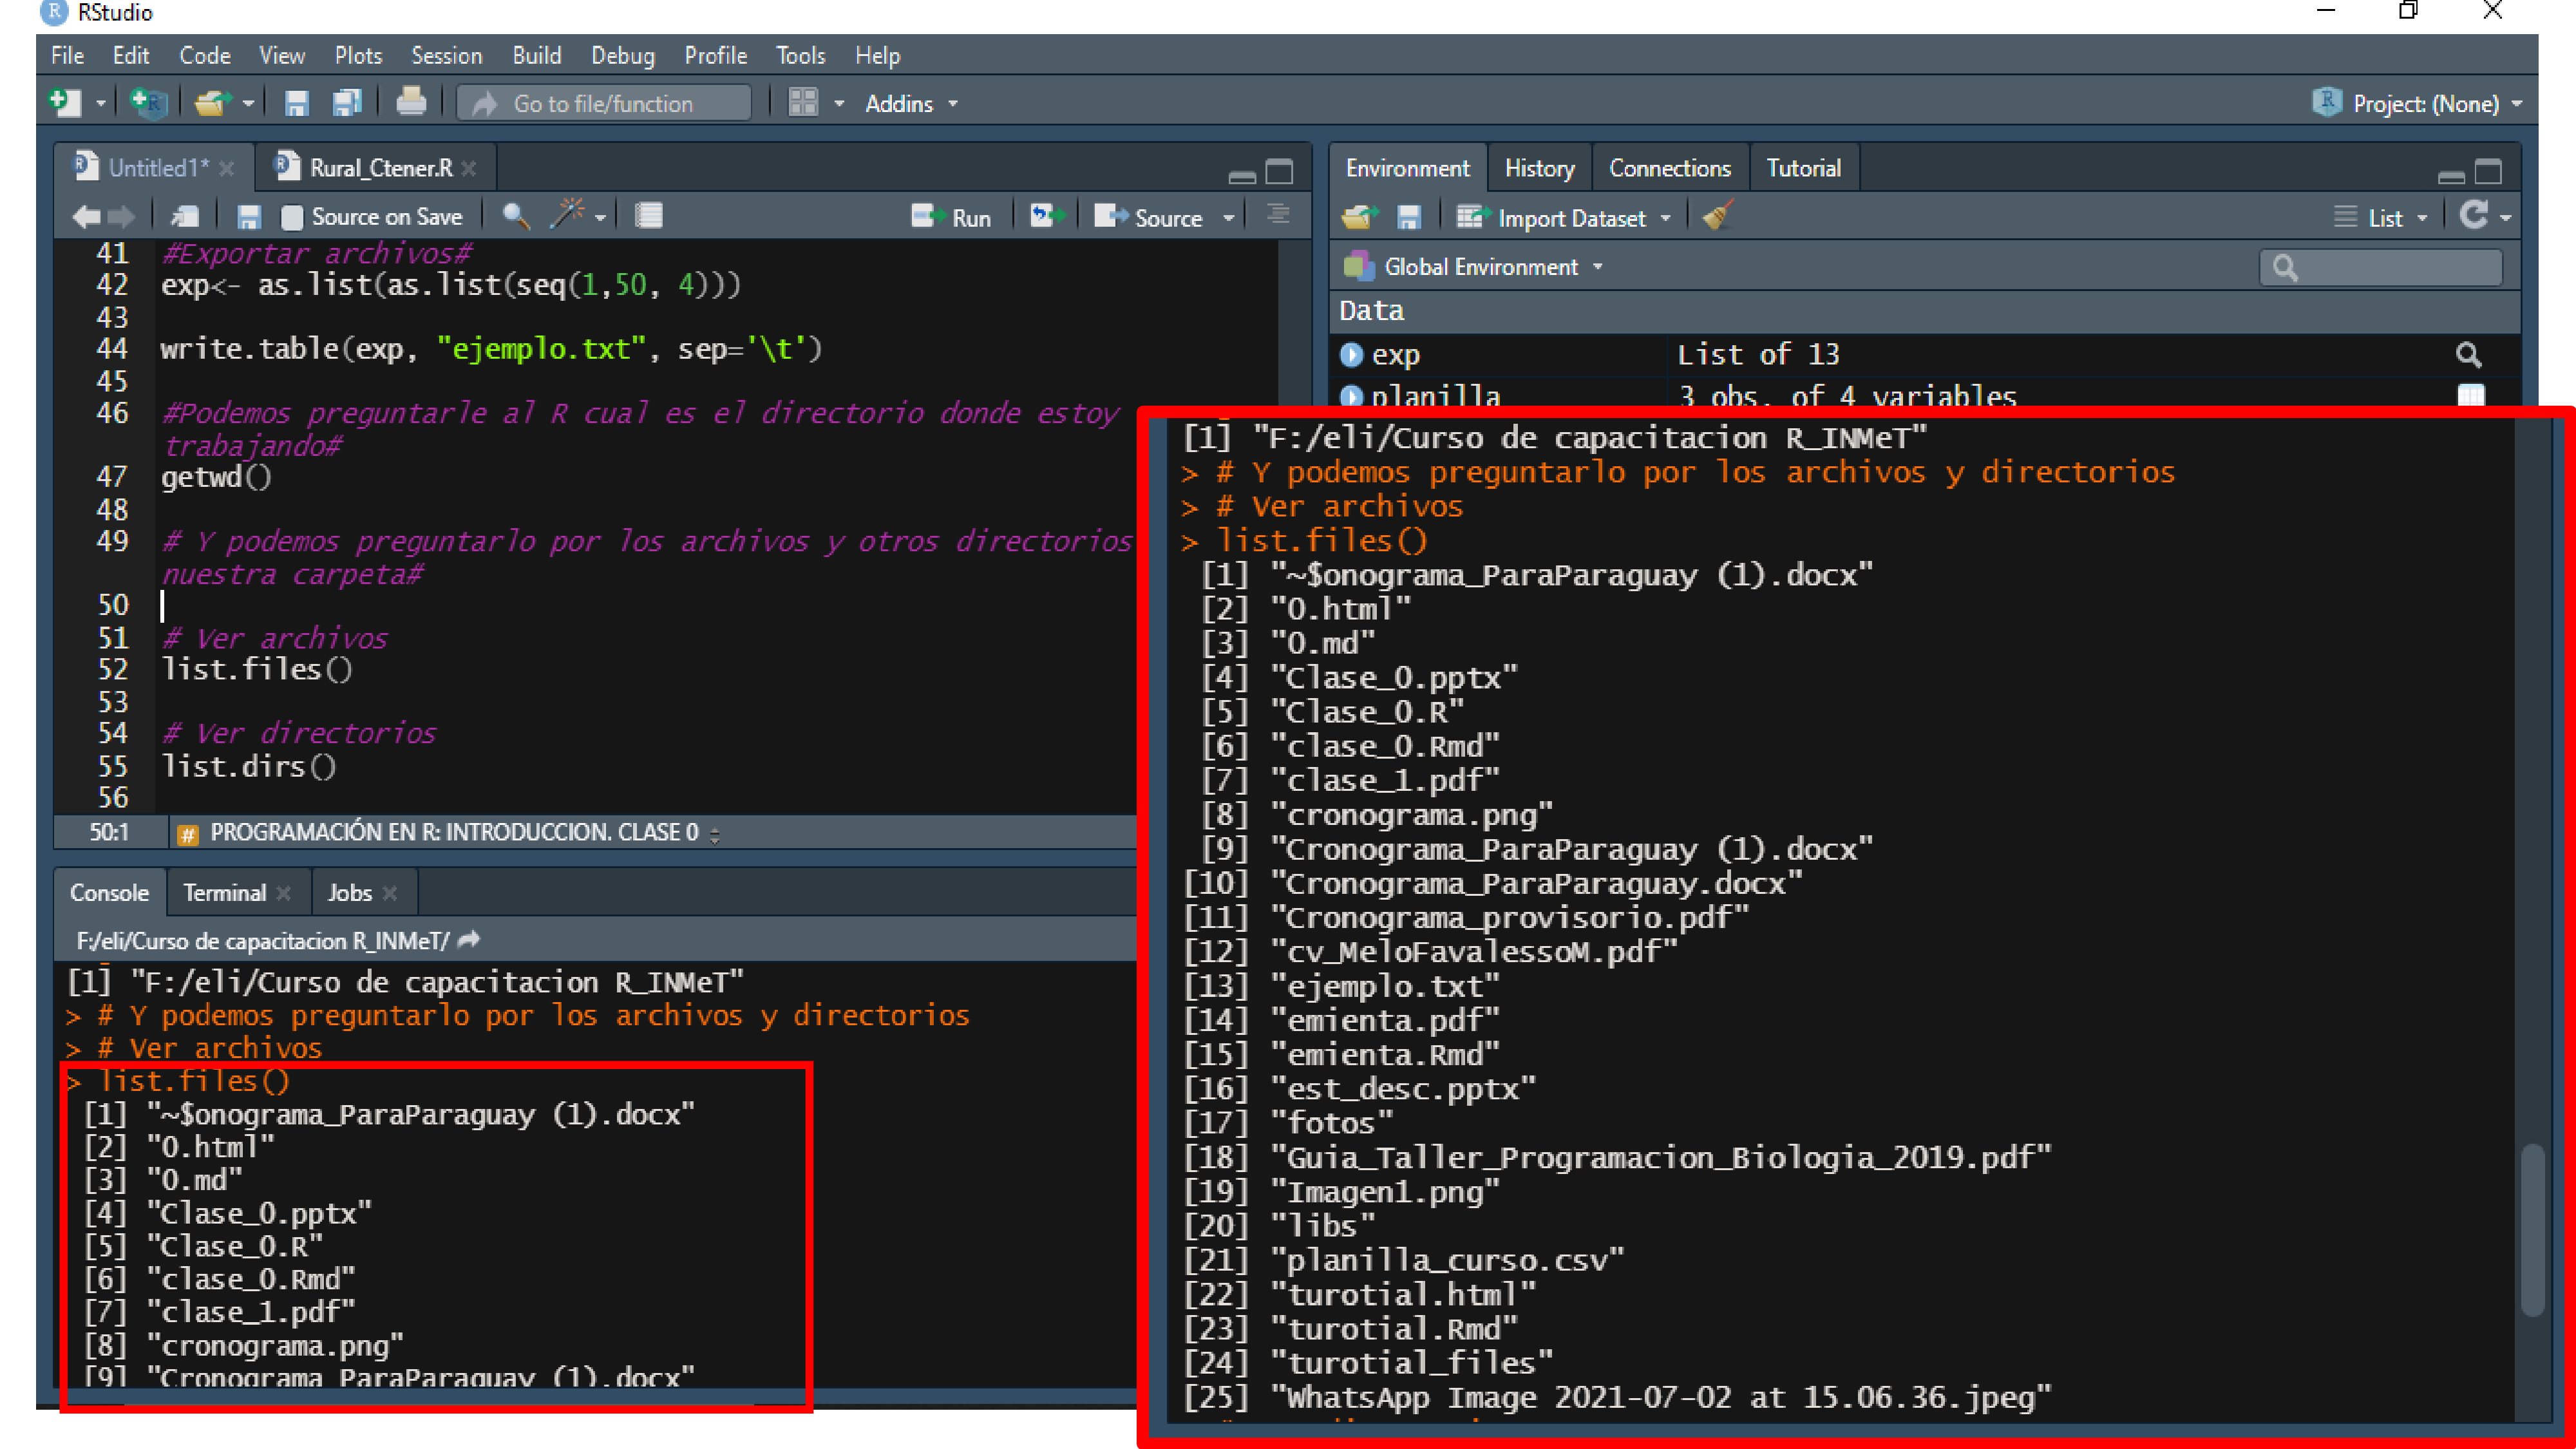 RStudio
File Edit Code View Plots Session Build Debug Profile Tools Help
Go to file/function Addins Project: (None)
Untitled1* Rural_Ctener.R
Source on Save Run Source
41 #Exportar archivos#
42 exp<- as.list(as.list(seq(1,50, 4)))
43
44 write.table(exp, "ejemplo.txt", sep='\t')
45
46 #Podemos preguntarle al R cual es el directorio donde estoy
trabajando#
47 getwd()
48
49 # Y podemos preguntarlo por los archivos y otros directorios
nuestra carpeta#
50
51 # Ver archivos
52 list.files()
53
54 # Ver directorios
55 list.dirs()
56
50:1 # PROGRAMACIÓN EN R: INTRODUCCION. CLASE 0
Console Terminal Jobs
F:/eli/Curso de capacitacion R_INMeT/
[1] "F:/eli/Curso de capacitacion R_INMeT"
> # Y podemos preguntarlo por los archivos y directorios
> # Ver archivos
> list.files()
[1] "~$onograma_ParaParaguay (1).docx"
[2] "0.html"
[3] "0.md"
[4] "Clase_0.pptx"
[5] "Clase_0.R"
[6] "clase_0.Rmd"
[7] "clase_1.pdf"
[8] "cronograma.png"
[9] "Cronograma_ParaParaguay (1).docx"
Environment History Connections Tutorial
Import Dataset List
Global Environment
Data
exp List of 13
planilla 3 obs. of 4 variables
[1] "F:/eli/Curso de capacitacion R_INMeT"
> # Y podemos preguntarlo por los archivos y directorios
> # Ver archivos
> list.files()
[1] "~$onograma_ParaParaguay (1).docx"
[2] "0.html"
[3] "0.md"
[4] "Clase_0.pptx"
[5] "Clase_0.R"
[6] "clase_0.Rmd"
[7] "clase_1.pdf"
[8] "cronograma.png"
[9] "Cronograma_ParaParaguay (1).docx"
[10] "Cronograma_ParaParaguay.docx"
[11] "Cronograma_provisorio.pdf"
[12] "cv_MeloFavalessoM.pdf"
[13] "ejemplo.txt"
[14] "emienta.pdf"
[15] "emienta.Rmd"
[16] "est_desc.pptx"
[17] "fotos"
[18] "Guia_Taller_Programacion_Biologia_2019.pdf"
[19] "Imagen1.png"
[20] "libs"
[21] "planilla_curso.csv"
[22] "turotial.html"
[23] "turotial.Rmd"
[24] "turotial_files"
[25] "WhatsApp Image 2021-07-02 at 15.06.36.jpeg"